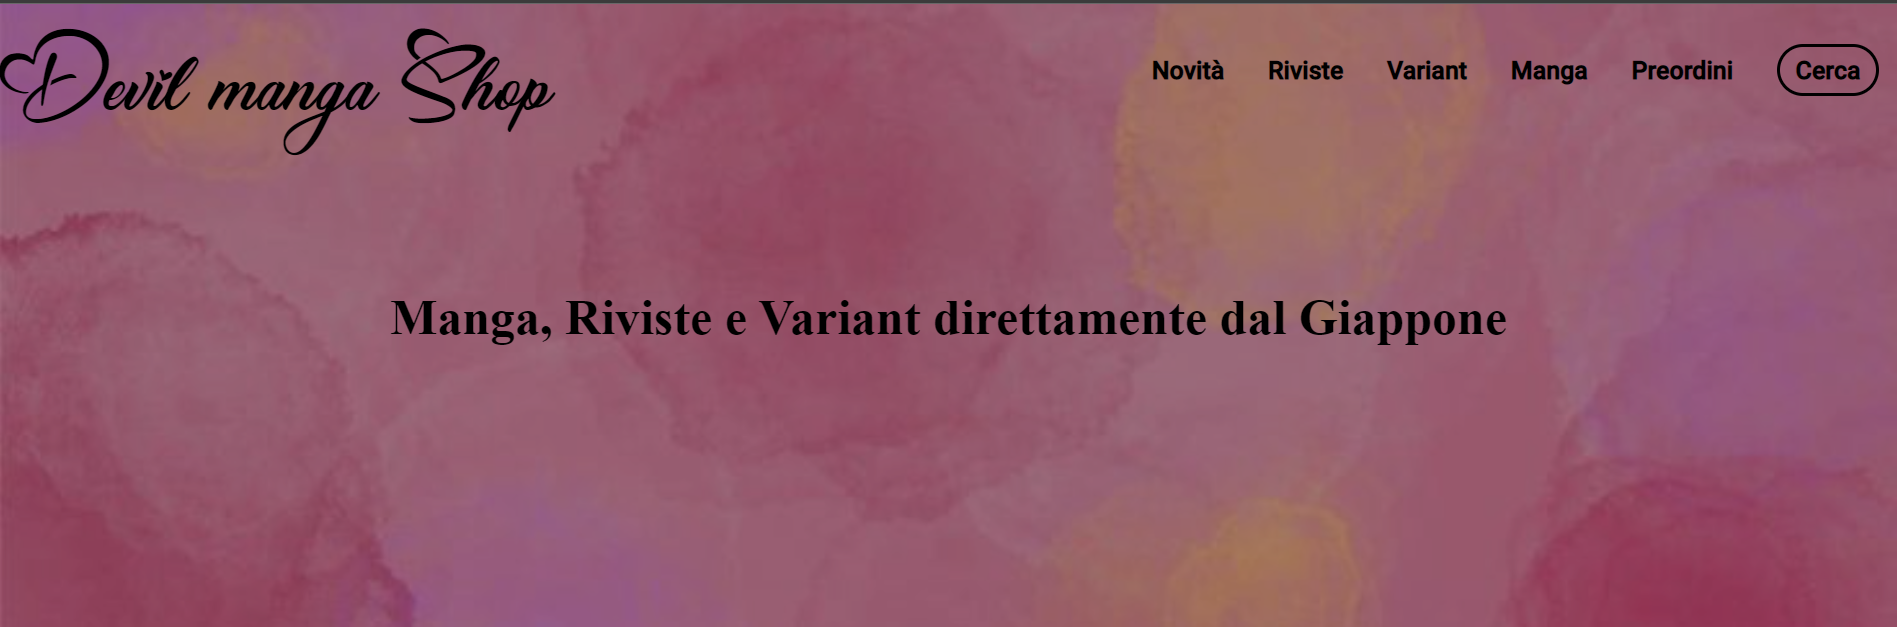 Devil manga Shop
Novità Riviste Variant Manga Preordini Cerca
Manga, Riviste e Variant direttamente dal Giappone